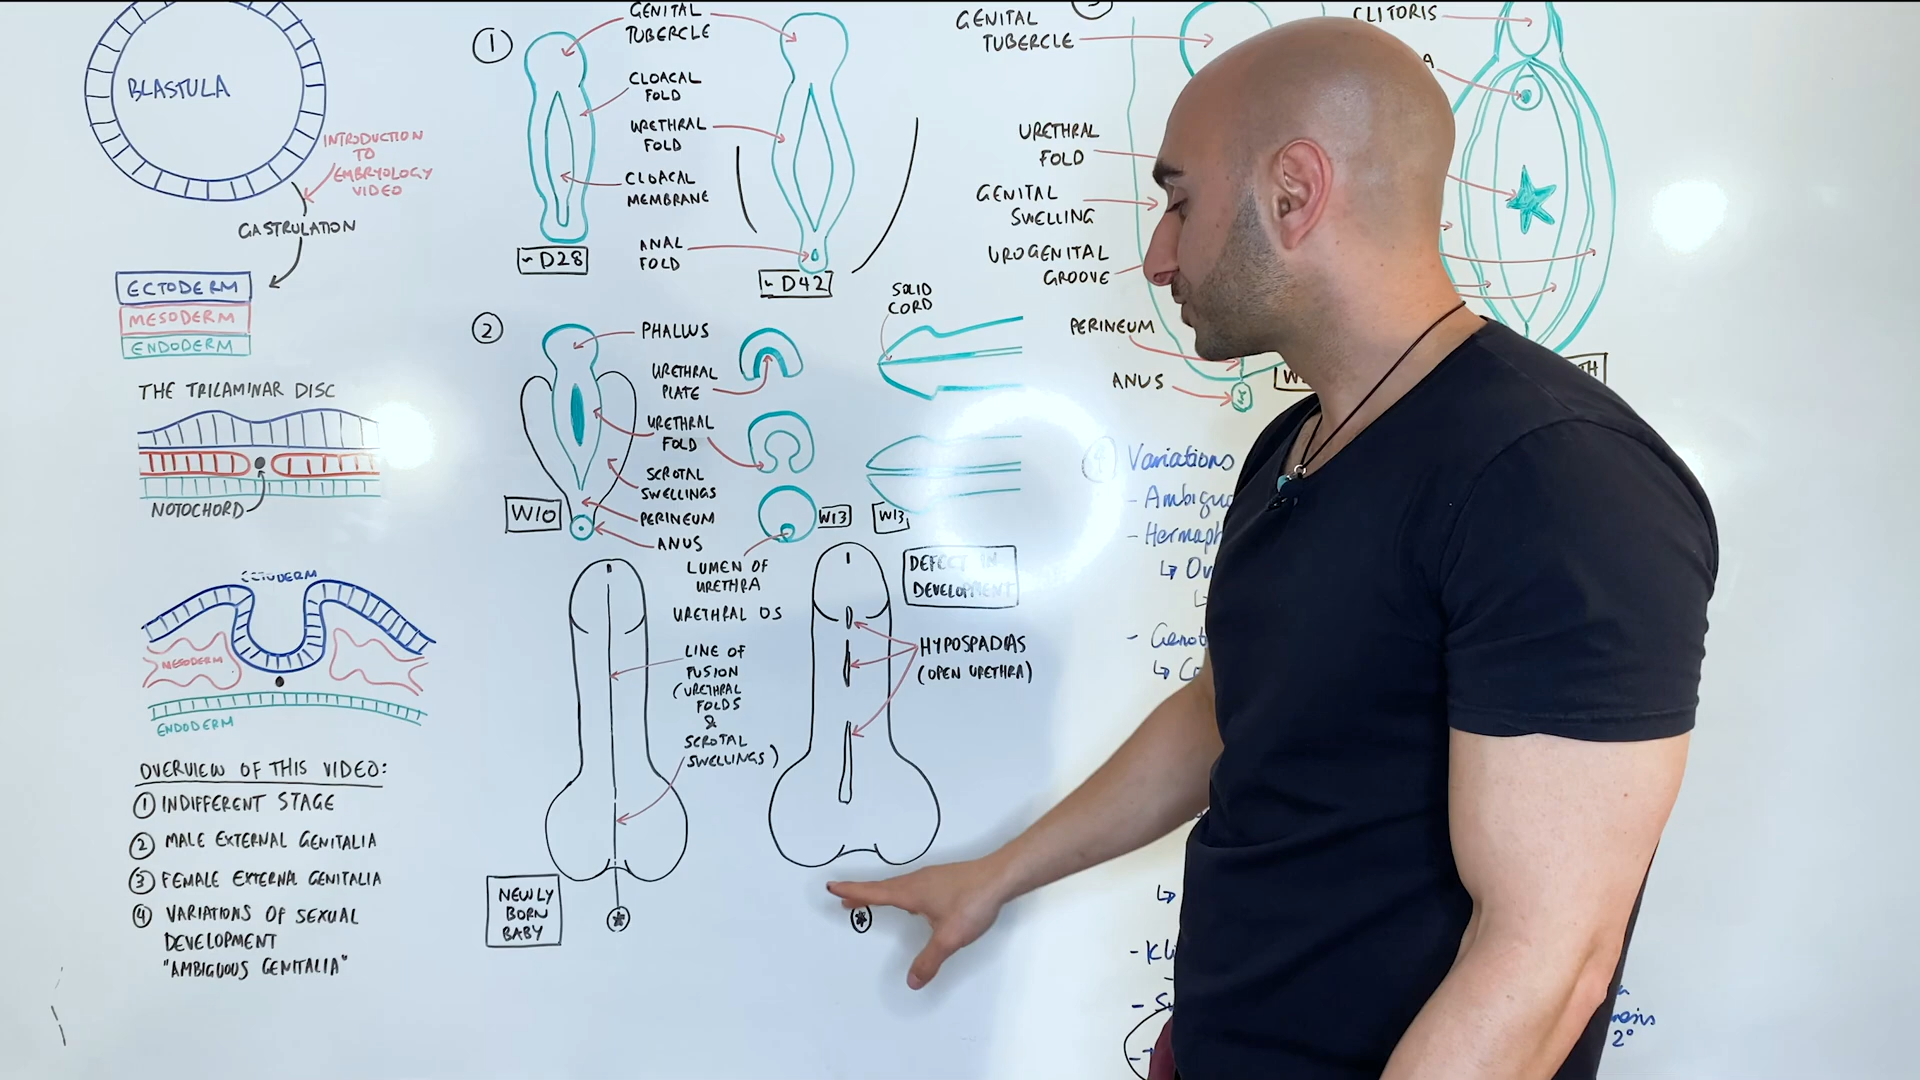 BLASTULA
INTRODUCTION
TO
EMBRYOLOGY
VIDEO
GASTRULATION
ECTODERM
MESODERM
ENDODERM
THE TRILAMINAR DISC
NOTOCHORD
ECTODERM
MESODERM
ENDODERM
OVERVIEW OF THIS VIDEO:
1 INDIFFERENT STAGE
2 MALE EXTERNAL GENITALIA
3 FEMALE EXTERNAL GENITALIA
4 VARIATIONS OF SEXUAL
DEVELOPMENT
"AMBIGUOUS GENITALIA"
1
GENITAL
TUBERCLE
CLOACAL
FOLD
URETHRAL
FOLD
CLOACAL
MEMBRANE
ANAL
FOLD
~D28
~D42
2
PHALLUS
URETHRAL
PLATE
URETHRAL
FOLD
SCROTAL
SWELLINGS
PERINEUM
ANUS
W10
SOLID
CORD
W13
W13
LUMEN OF
URETHRA
URETHRAL OS
LINE OF
FUSION
(URETHRAL
FOLDS
&
SCROTAL
SWELLINGS)
NEWLY
BORN
BABY
DEFECT IN
DEVELOPMENT
HYPOSPADIAS
(OPEN URETHRA)
3
GENITAL
TUBERCLE
URETHRAL
FOLD
GENITAL
SWELLING
UROGENITAL
GROOVE
PERINEUM
ANUS
CLITORIS
4 Variations